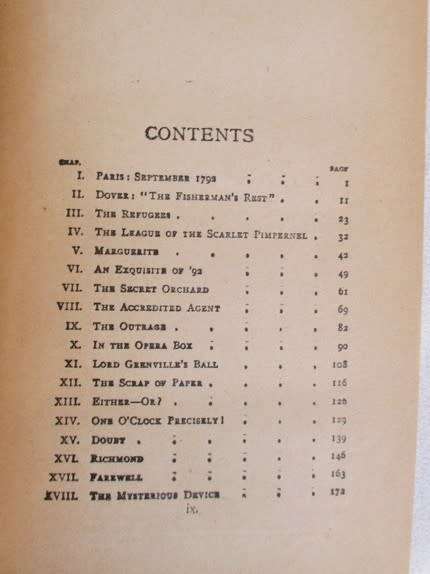 CONTENTS
CHAP. PAGE
I. PARIS: SEPTEMBER 1792 . . . 1
II. DOVER: "THE FISHERMAN'S REST" . . 11
III. THE REFUGEES . . . . 23
IV. THE LEAGUE OF THE SCARLET PIMPERNEL . 32
V. MARGUERITE . . . . 42
VI. AN EXQUISITE OF '92 . . . 49
VII. THE SECRET ORCHARD . . . 61
VIII. THE ACCREDITED AGENT . . . 69
IX. THE OUTRAGE . . . . 82
X. IN THE OPERA BOX . . . . 90
XI. LORD GRENVILLE'S BALL . . . 108
XII. THE SCRAP OF PAPER . . . . 116
XIII. EITHER—OR? . . . . . 126
XIV. ONE O'CLOCK PRECISELY! . . . 129
XV. DOUBT . . . . . 139
XVI. RICHMOND . . . . 146
XVII. FAREWELL . . . . 163
XVIII. THE MYSTERIOUS DEVICE . . . 172
ix.